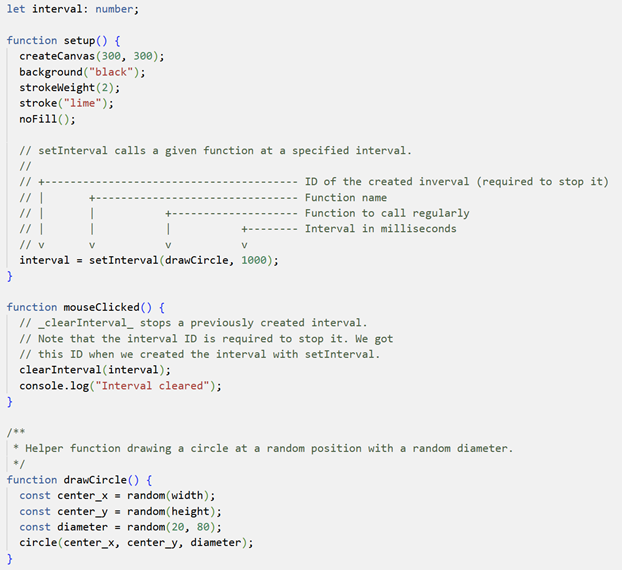 let interval: number;

function setup() {
  createCanvas(300, 300);
  background("black");
  strokeWeight(2);
  stroke("lime");
  noFill();

  // setInterval calls a given function at a specified interval.
  //
  // +--------------------------------------- ID of the created inverval (required to stop it)
  // |       +------------------------------- Function name
  // |       |           +------------------- Function to call regularly
  // |       |           |           +-------- Interval in milliseconds
  // v       v           v           v
  interval = setInterval(drawCircle, 1000);
}

function mouseClicked() {
  // _clearInterval_ stops a previously created interval.
  // Note that the interval ID is required to stop it. We got
  // this ID when we created the interval with setInterval.
  clearInterval(interval);
  console.log("Interval cleared");
}

/**
 * Helper function drawing a circle at a random position with a random diameter.
 */
function drawCircle() {
  const center_x = random(width);
  const center_y = random(height);
  const diameter = random(20, 80);
  circle(center_x, center_y, diameter);
}